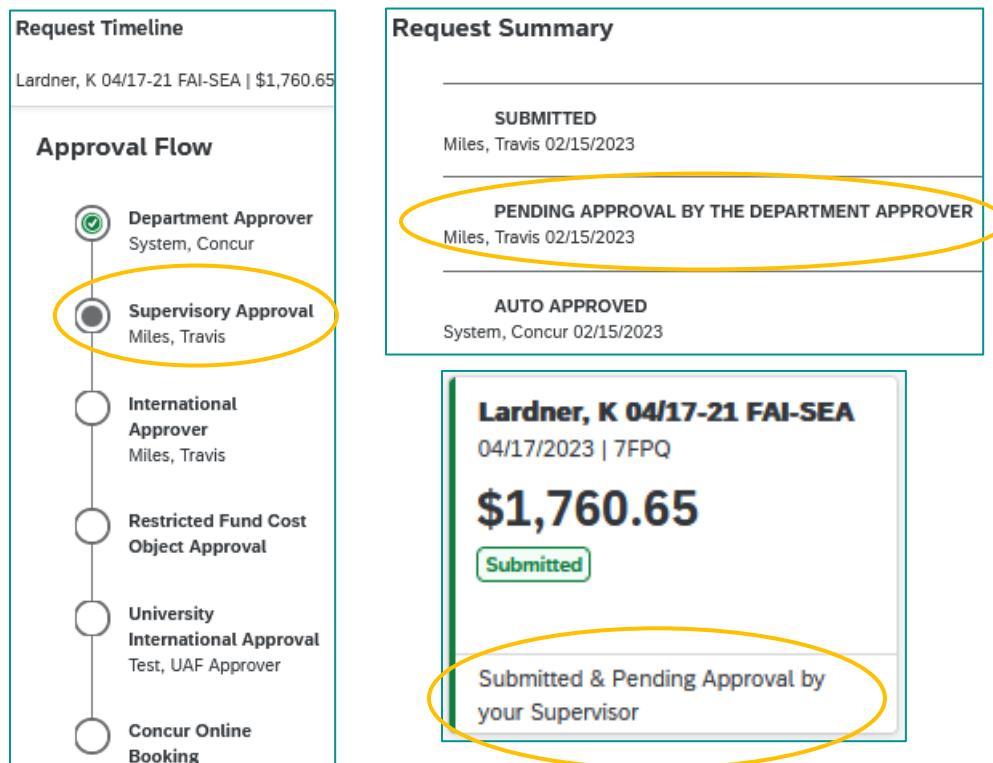 Request Timeline
Lardner, K 04/17-21 FAI-SEA | $1,760.65
Approval Flow
Department Approver
System, Concur
Supervisory Approval
Miles, Travis
International
Approver
Miles, Travis
Restricted Fund Cost
Object Approval
University
International Approval
Test, UAF Approver
Concur Online
Booking
Request Summary
SUBMITTED
Miles, Travis 02/15/2023
PENDING APPROVAL BY THE DEPARTMENT APPROVER
Miles, Travis 02/15/2023
AUTO APPROVED
System, Concur 02/15/2023
Lardner, K 04/17-21 FAI-SEA
04/17/2023 | 7FPQ
$1,760.65
Submitted
Submitted & Pending Approval by
your Supervisor